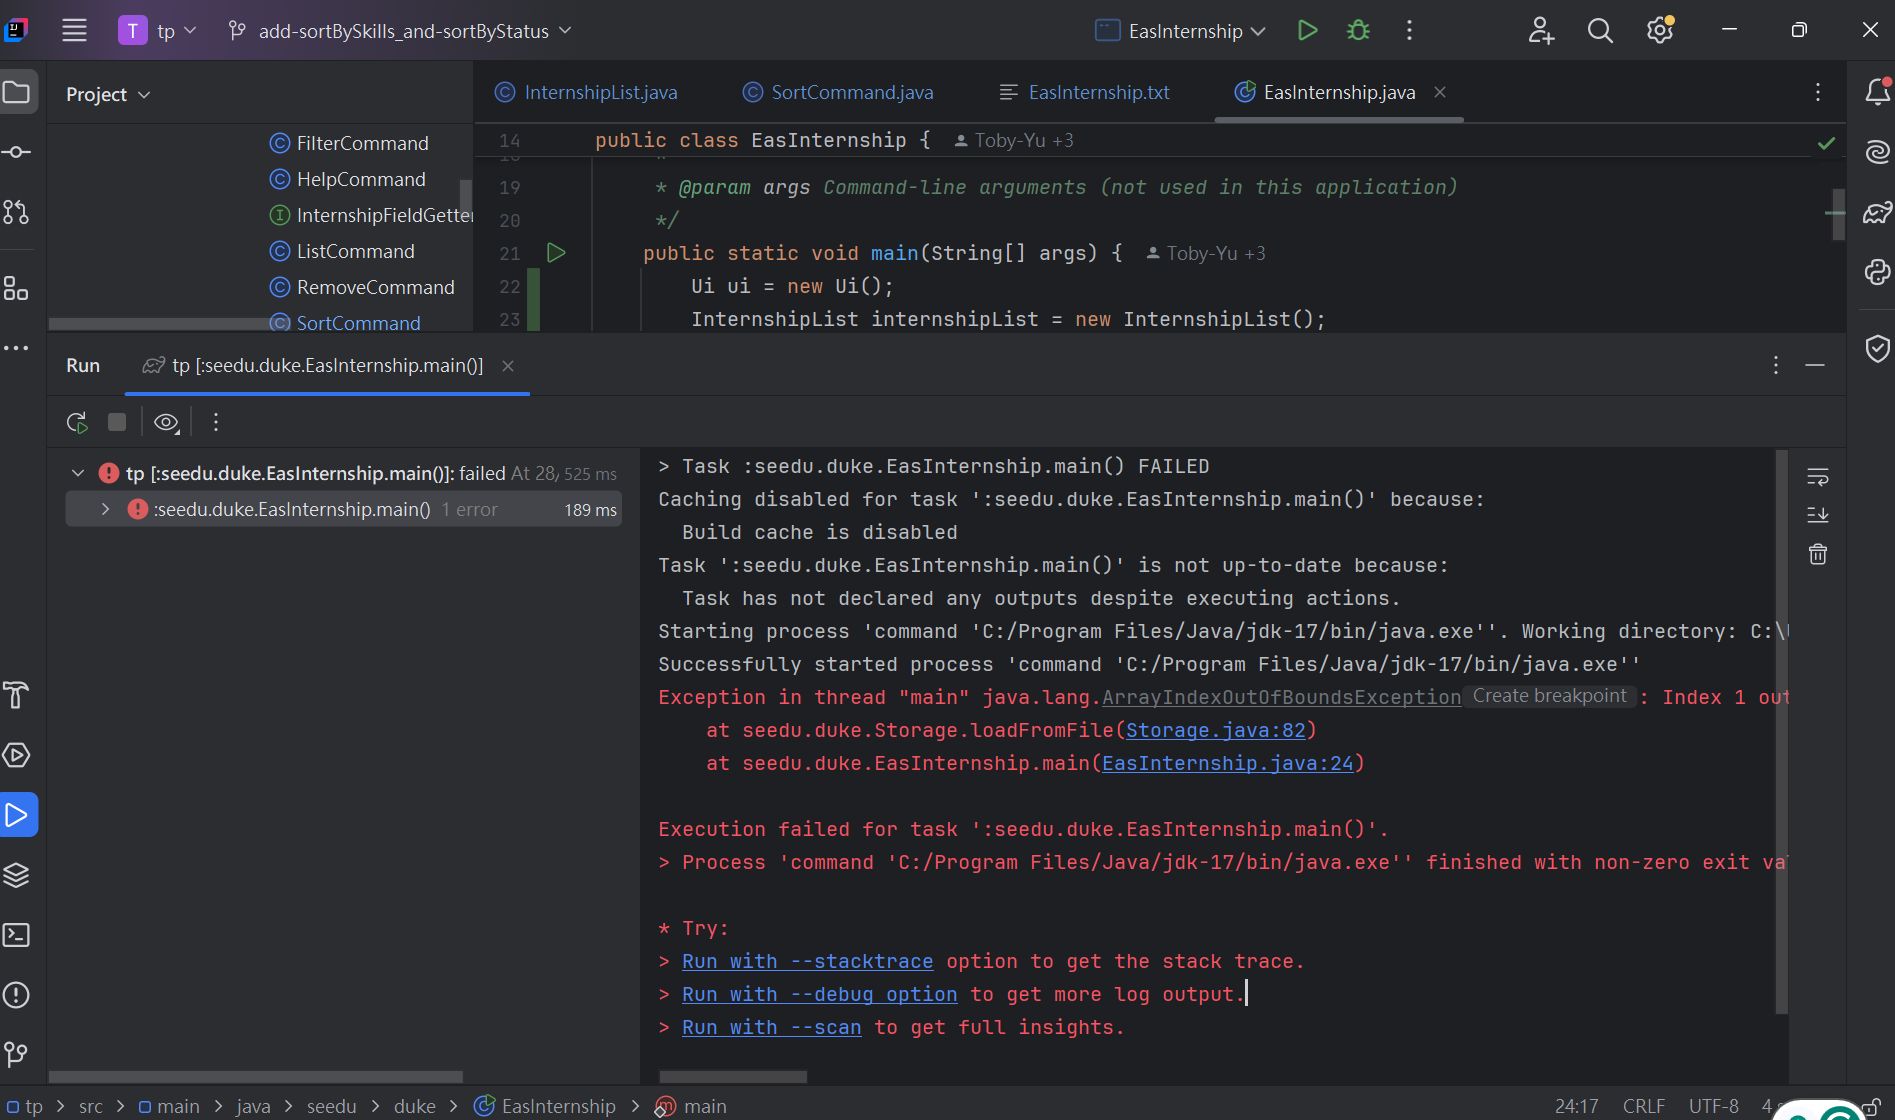 T tp add-sortBySkills_and-sortByStatus EasInternship
Project
InternshipList.java SortCommand.java EasInternship.txt EasInternship.java
FilterCommand
HelpCommand
InternshipFieldGetter
ListCommand
RemoveCommand
SortCommand
14 public class EasInternship { Toby-Yu +3
19 * @param args Command-line arguments (not used in this application)
20 */
21 public static void main(String[] args) { Toby-Yu +3
22 Ui ui = new Ui();
23 InternshipList internshipList = new InternshipList();
Run tp [:seedu.duke.EasInternship.main()]
tp [:seedu.duke.EasInternship.main()]: failed At 28/ 525 ms
:seedu.duke.EasInternship.main() 1 error 189 ms
> Task :seedu.duke.EasInternship.main() FAILED
Caching disabled for task ':seedu.duke.EasInternship.main()' because:
Build cache is disabled
Task ':seedu.duke.EasInternship.main()' is not up-to-date because:
Task has not declared any outputs despite executing actions.
Starting process 'command 'C:/Program Files/Java/jdk-17/bin/java.exe''. Working directory: C:\
Successfully started process 'command 'C:/Program Files/Java/jdk-17/bin/java.exe''
Exception in thread "main" java.lang.ArrayIndexOutOfBoundsException Create breakpoint : Index 1 out
at seedu.duke.Storage.loadFromFile(Storage.java:82)
at seedu.duke.EasInternship.main(EasInternship.java:24)
Execution failed for task ':seedu.duke.EasInternship.main()'.
> Process 'command 'C:/Program Files/Java/jdk-17/bin/java.exe'' finished with non-zero exit va
* Try:
> Run with --stacktrace option to get the stack trace.
> Run with --debug option to get more log output.
> Run with --scan to get full insights.
tp > src > main > java > seedu > duke > EasInternship > main 24:17 CRLF UTF-8 4